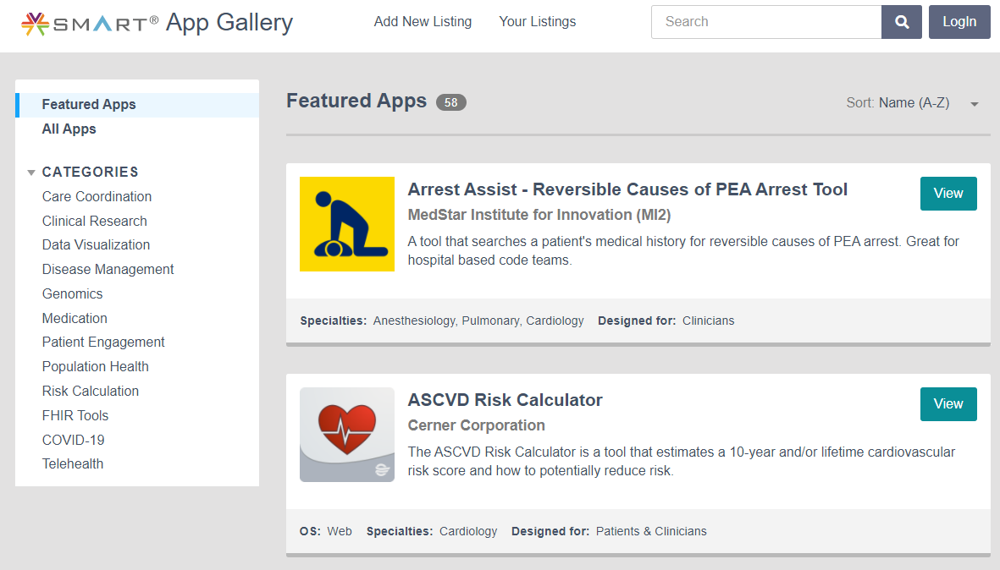 SMART® App Gallery
Add New Listing
Your Listings
Search
LogIn
Featured Apps
All Apps
CATEGORIES
Care Coordination
Clinical Research
Data Visualization
Disease Management
Genomics
Medication
Patient Engagement
Population Health
Risk Calculation
FHIR Tools
COVID-19
Telehealth
Featured Apps 58
Sort: Name (A-Z)
Arrest Assist - Reversible Causes of PEA Arrest Tool
View
MedStar Institute for Innovation (MI2)
A tool that searches a patient's medical history for reversible causes of PEA arrest. Great for
hospital based code teams.
Specialties: Anesthesiology, Pulmonary, Cardiology Designed for: Clinicians
ASCVD Risk Calculator
View
Cerner Corporation
The ASCVD Risk Calculator is a tool that estimates a 10-year and/or lifetime cardiovascular
risk score and how to potentially reduce risk.
OS: Web Specialties: Cardiology Designed for: Patients & Clinicians